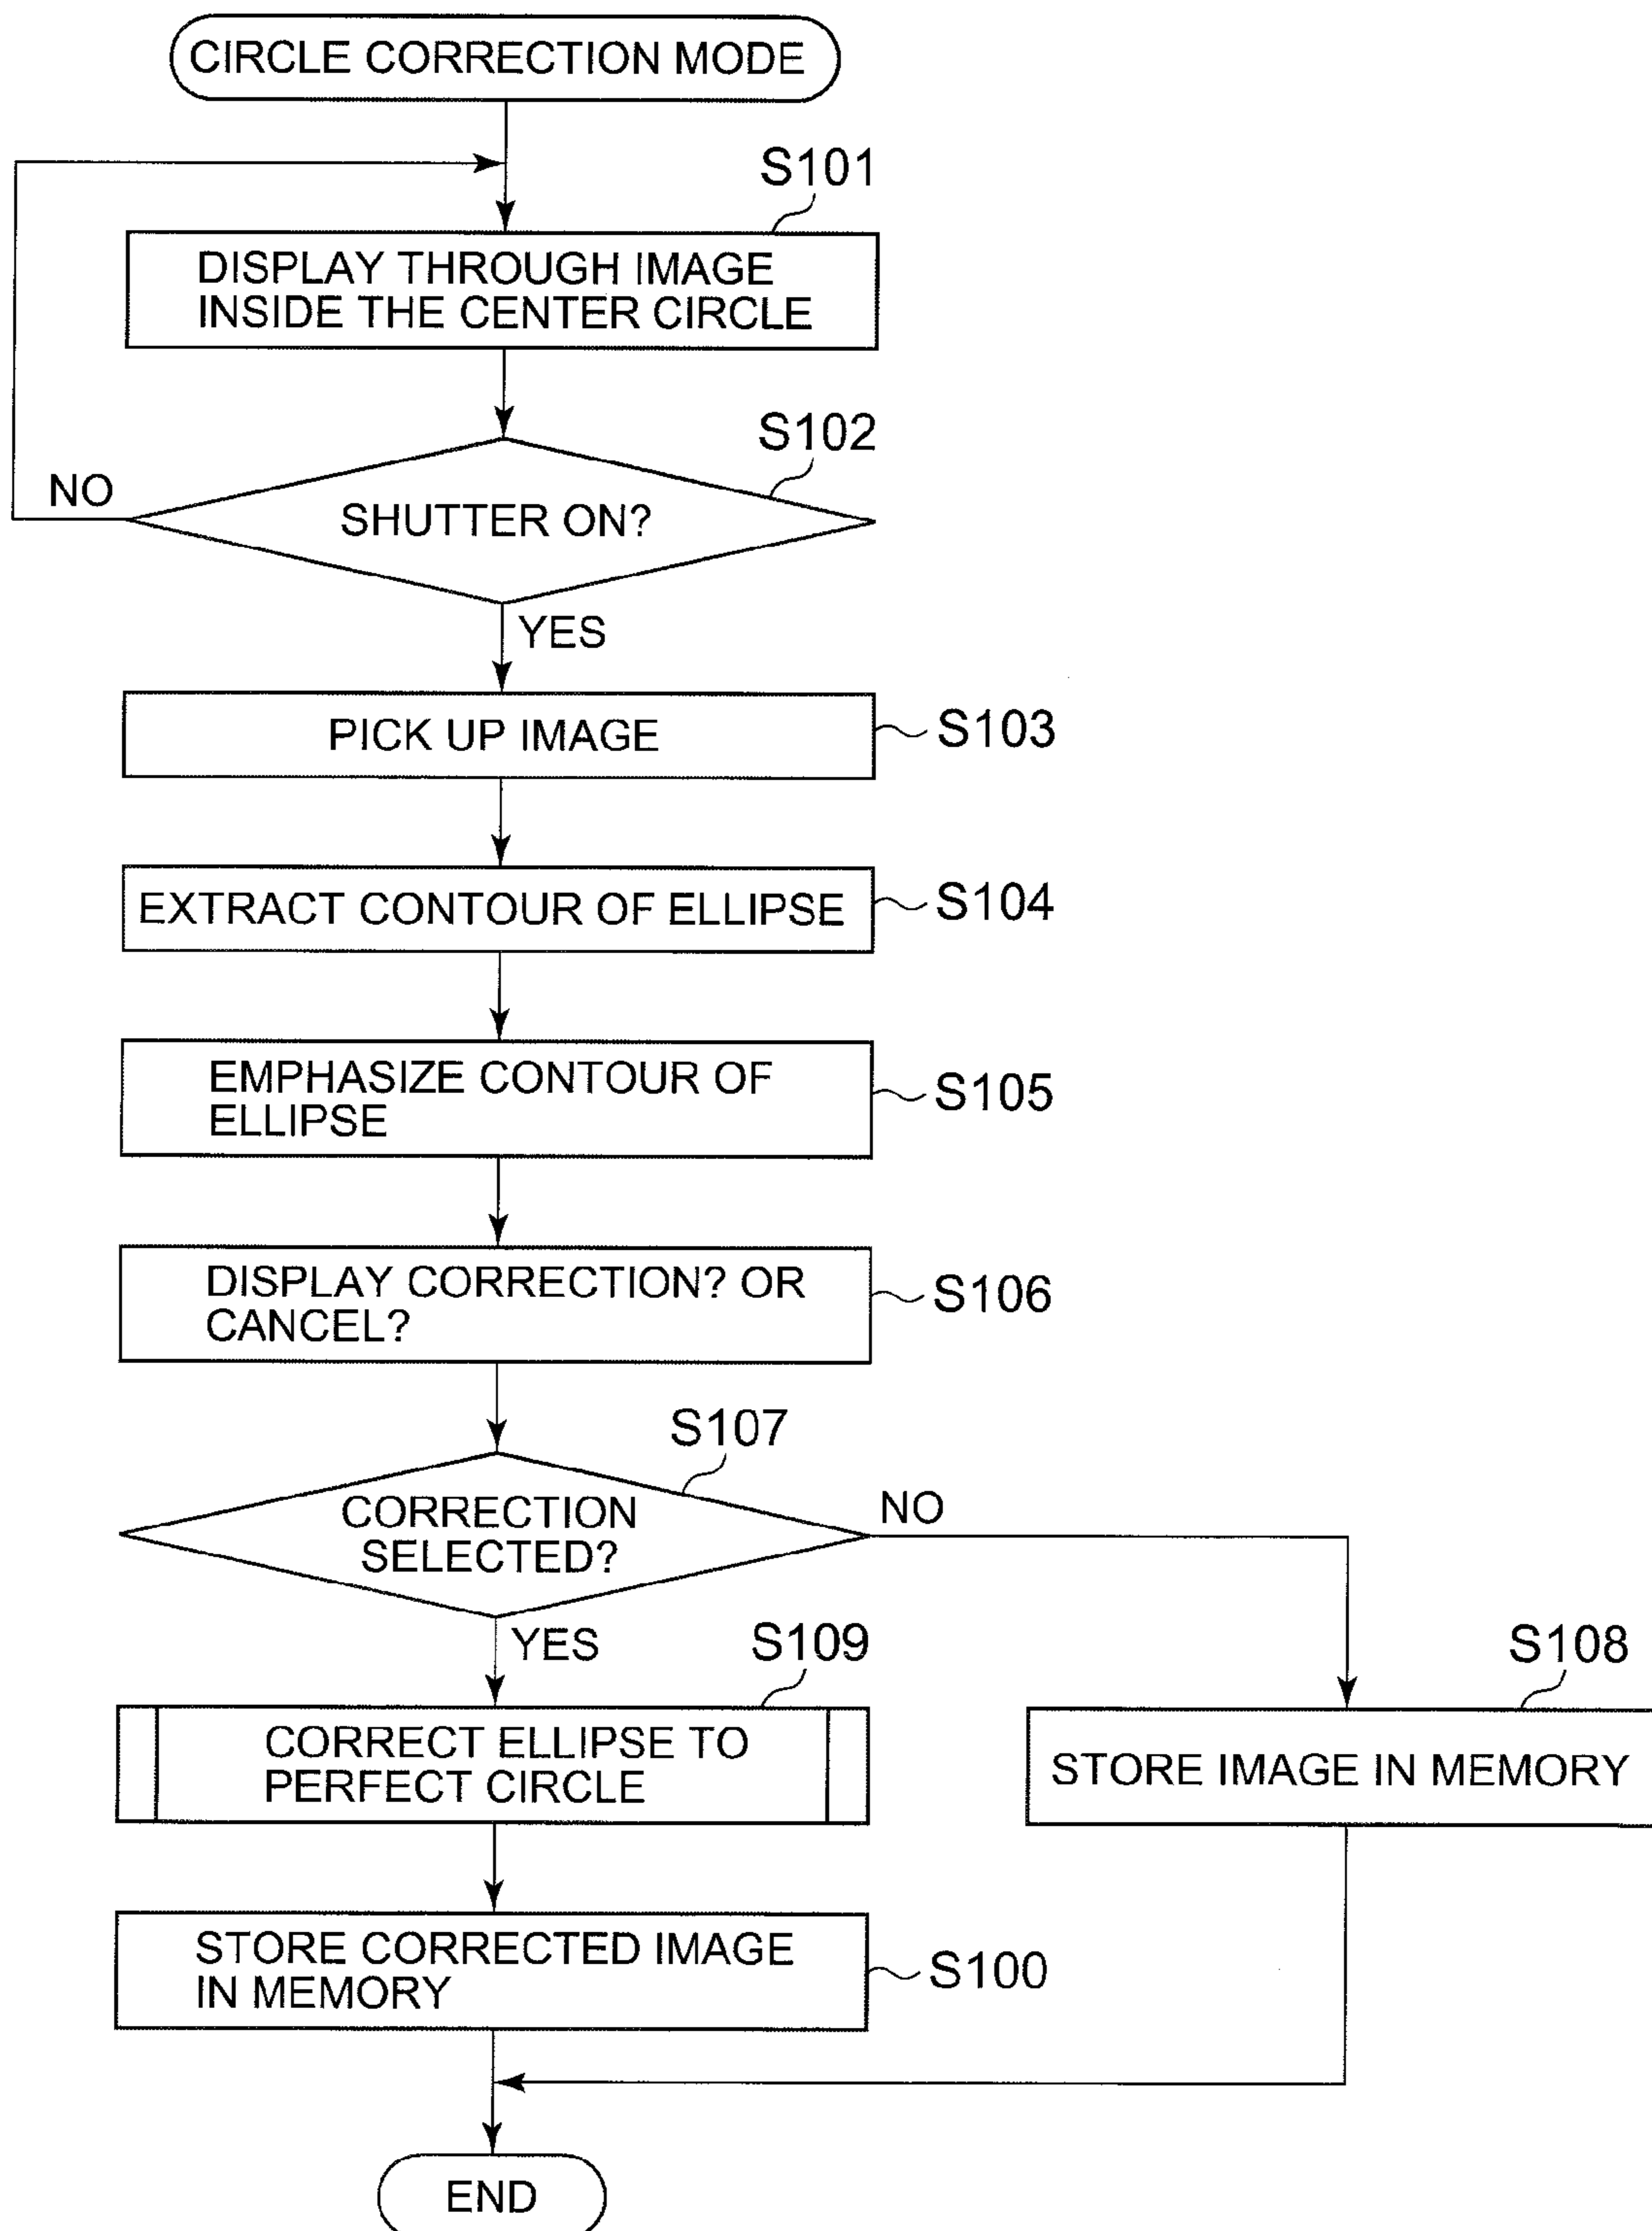 CIRCLE CORRECTION MODE
S101
DISPLAY THROUGH IMAGE
INSIDE THE CENTER CIRCLE
S102
NO
SHUTTER ON?
YES
PICK UP IMAGE
S103
EXTRACT CONTOUR OF ELLIPSE
S104
EMPHASIZE CONTOUR OF
ELLIPSE
S105
DISPLAY CORRECTION? OR
CANCEL?
S106
S107
CORRECTION
SELECTED?
NO
YES
S109
CORRECT ELLIPSE TO
PERFECT CIRCLE
S108
STORE IMAGE IN MEMORY
STORE CORRECTED IMAGE
IN MEMORY
S100
END